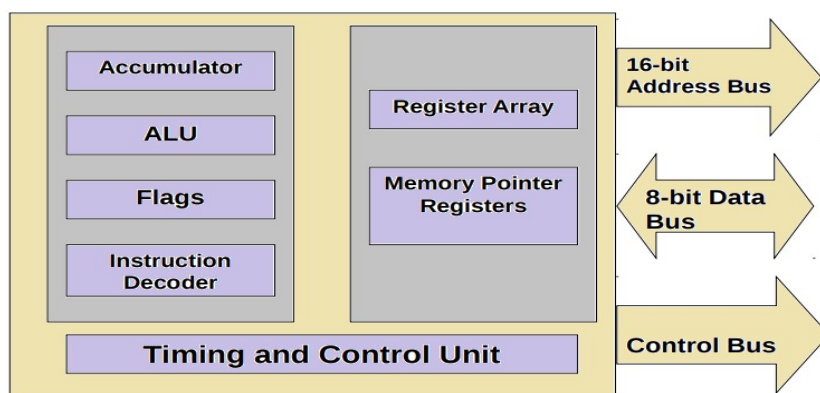 Accumulator
ALU
Flags
Instruction
Decoder
Register Array
Memory Pointer
Registers
Timing and Control Unit
16-bit
Address Bus
8-bit Data
Bus
Control Bus